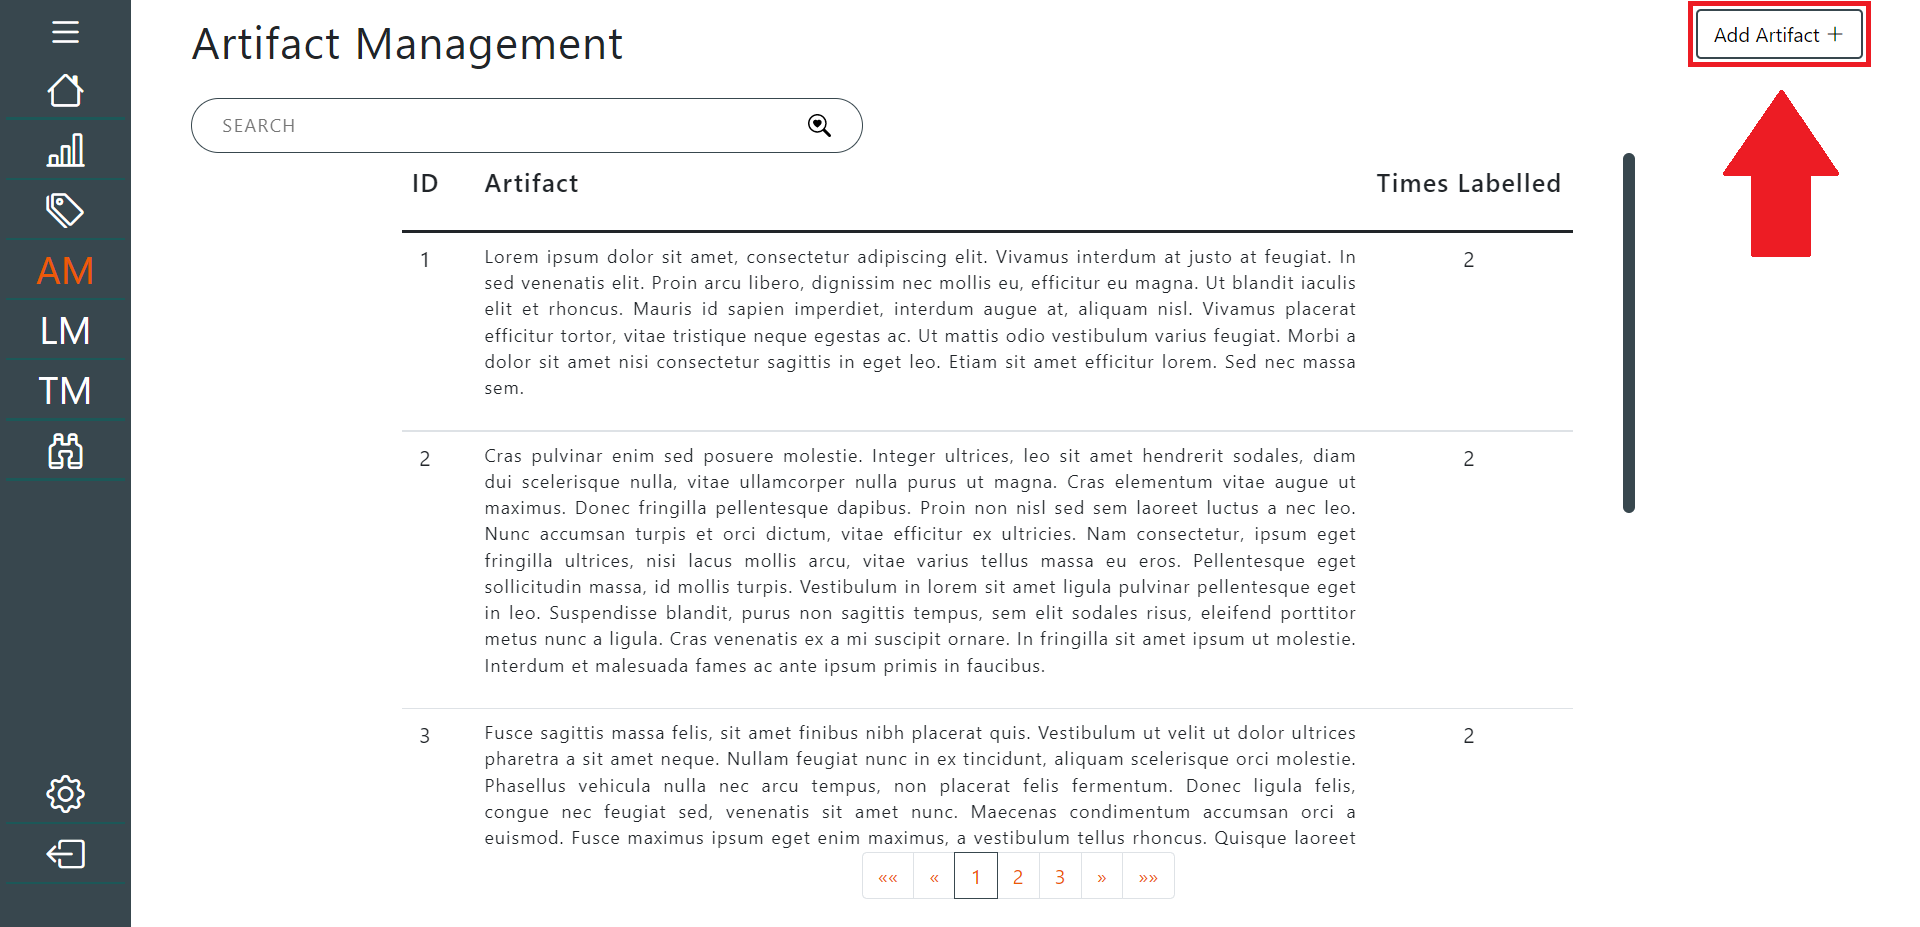 Artifact Management
Add Artifact +
SEARCH
ID Artifact Times Labelled
1 Lorem ipsum dolor sit amet, consectetur adipiscing elit. Vivamus interdum at justo at feugiat. In 2
sed venenatis elit. Proin arcu libero, dignissim nec mollis eu, efficitur eu magna. Ut blandit iaculis
elit et rhoncus. Mauris id sapien imperdiet, interdum augue at, aliquam nisl. Vivamus placerat
efficitur tortor, vitae tristique neque egestas ac. Ut mattis odio vestibulum varius feugiat. Morbi a
dolor sit amet nisi consectetur sagittis in eget leo. Etiam sit amet efficitur lorem. Sed nec massa
sem.
2 Cras pulvinar enim sed posuere molestie. Integer ultrices, leo sit amet hendrerit sodales, diam 2
dui scelerisque nulla, vitae ullamcorper nulla purus ut magna. Cras elementum vitae augue ut
maximus. Donec fringilla pellentesque dapibus. Proin non nisl sed sem laoreet luctus a nec leo.
Nunc accumsan turpis et orci dictum, vitae efficitur ex ultricies. Nam consectetur, ipsum eget
fringilla ultrices, nisi lacus mollis arcu, vitae varius tellus massa eu eros. Pellentesque eget
sollicitudin massa, id mollis turpis. Vestibulum in lorem sit amet ligula pulvinar pellentesque eget
in leo. Suspendisse blandit, purus non sagittis tempus, sem elit sodales risus, eleifend porttitor
metus nunc a ligula. Cras venenatis ex a mi suscipit ornare. In fringilla sit amet ipsum ut molestie.
Interdum et malesuada fames ac ante ipsum primis in faucibus.
3 Fusce sagittis massa felis, sit amet finibus nibh placerat quis. Vestibulum ut velit ut dolor ultrices 2
pharetra a sit amet neque. Nullam feugiat nunc in ex tincidunt, aliquam scelerisque orci molestie.
Phasellus vehicula nulla nec arcu tempus, non placerat felis fermentum. Donec ligula felis,
congue nec feugiat sed, venenatis sit amet nunc. Maecenas condimentum accumsan orci a
euismod. Fusce maximus ipsum eget enim maximus, a vestibulum tellus rhoncus. Quisque laoreet
«« « 1 2 3 » »»
AM
LM
TM